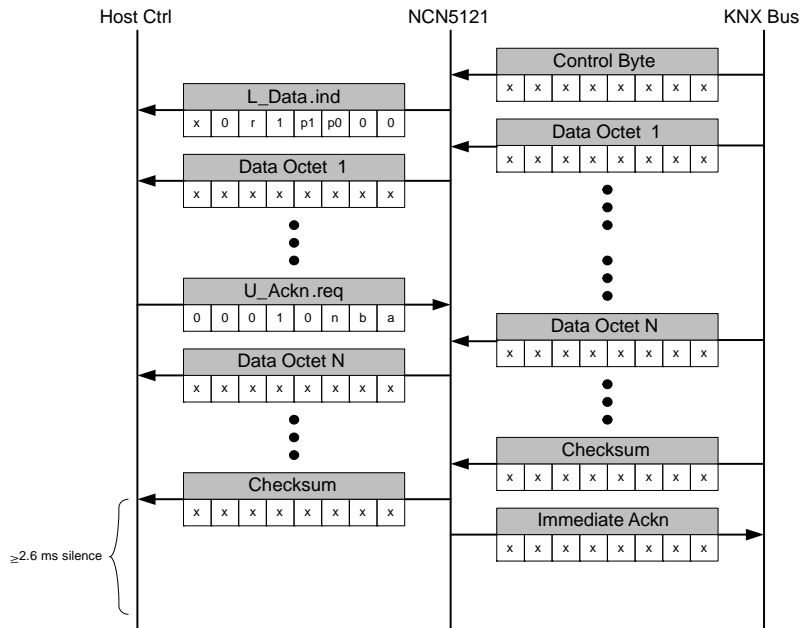 Host Ctrl NCN5121 KNX Bus
Control Byte
x x x x x x x x
L_Data.ind
x 0 r 1 p1 p0 0 0
Data Octet 1
x x x x x x x x
Data Octet 1
x x x x x x x x
U_Ackn.req
0 0 0 1 0 n b a
Data Octet N
x x x x x x x x
Data Octet N
x x x x x x x x
Checksum
x x x x x x x x
Checksum
x x x x x x x x
Immediate Ackn
x x x x x x x x
≥2.6 ms silence